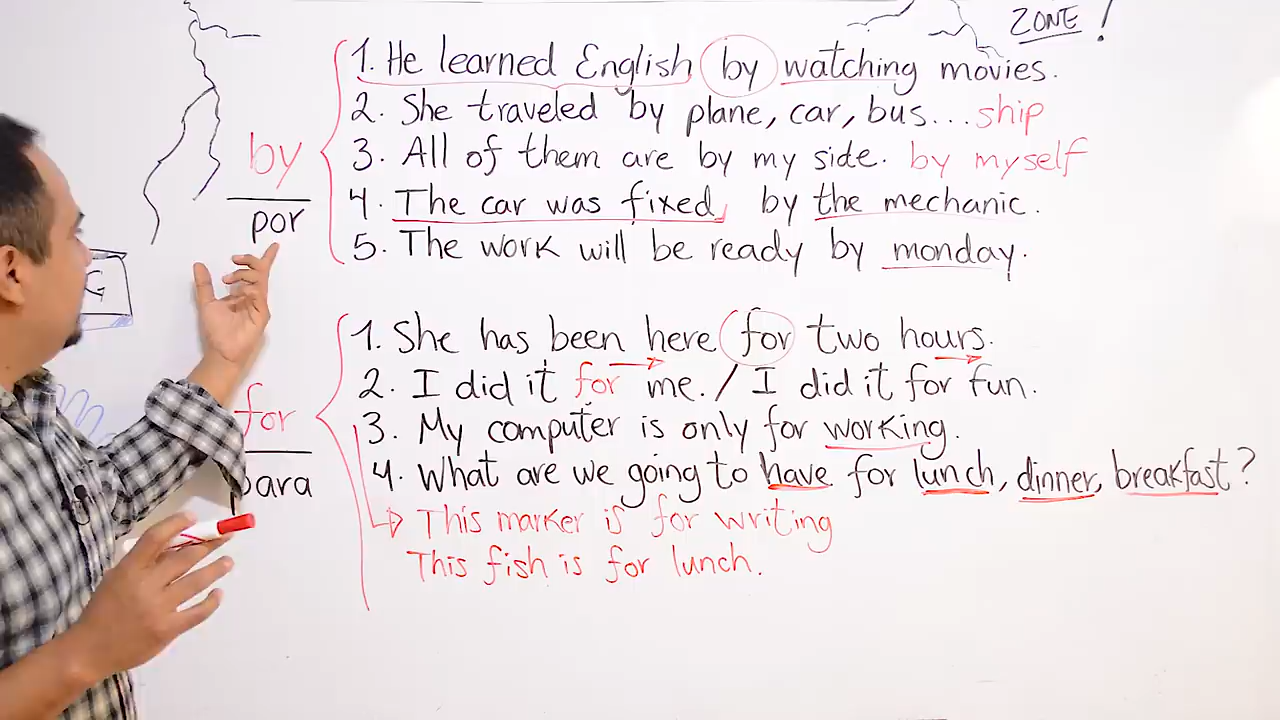 ZONE!
by
por
1. He learned English by watching movies.
2. She traveled by plane, car, bus...ship
3. All of them are by my side. by myself
4. The car was fixed by the mechanic.
5. The work will be ready by monday.
for
para
1. She has been here for two hours.
2. I did it for me. / I did it for fun.
3. My computer is only for working.
4. What are we going to have for lunch, dinner, breakfast?
This marker is for writing
This fish is for lunch.